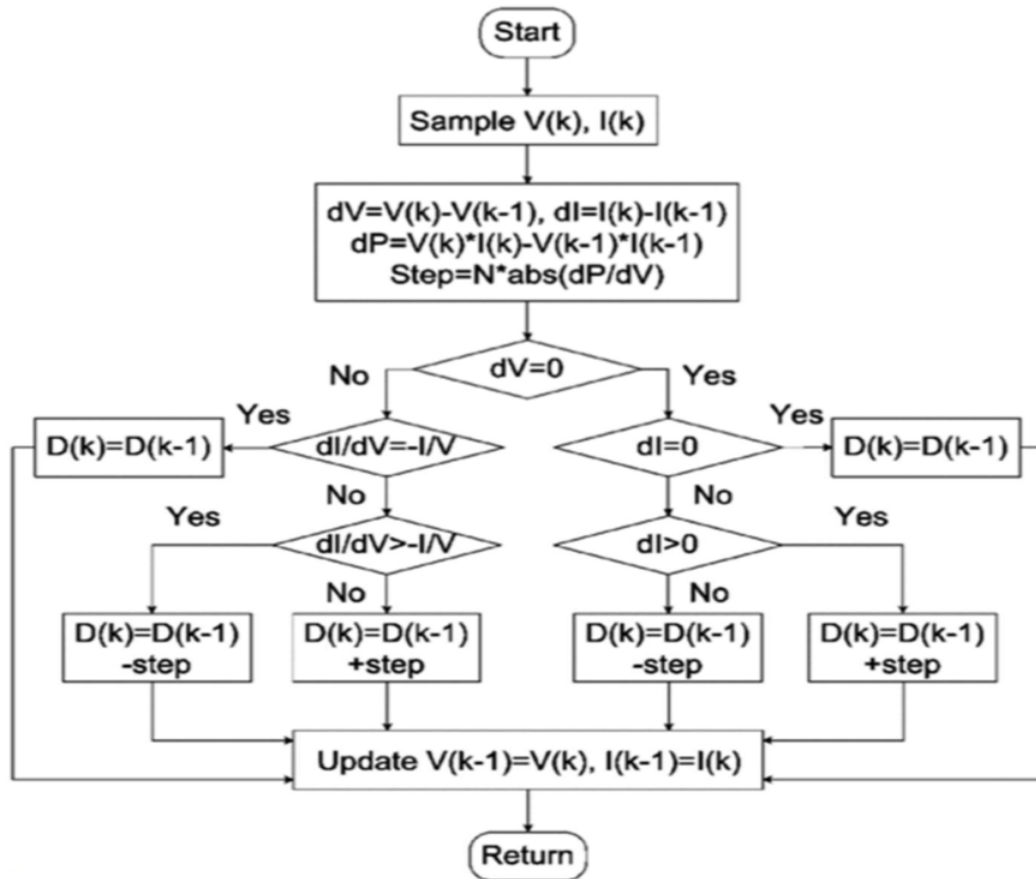 Start
Sample V(k), I(k)
dV=V(k)-V(k-1), dI=I(k)-I(k-1)
dP=V(k)*I(k)-V(k-1)*I(k-1)
Step=N*abs(dP/dV)
dV=0
No
Yes
Yes
D(k)=D(k-1)
dI/dV=-I/V
dI=0
Yes
D(k)=D(k-1)
No
No
Yes
dI/dV>-I/V
dI>0
Yes
No
No
D(k)=D(k-1)
-step
D(k)=D(k-1)
+step
D(k)=D(k-1)
-step
D(k)=D(k-1)
+step
Update V(k-1)=V(k), I(k-1)=I(k)
Return